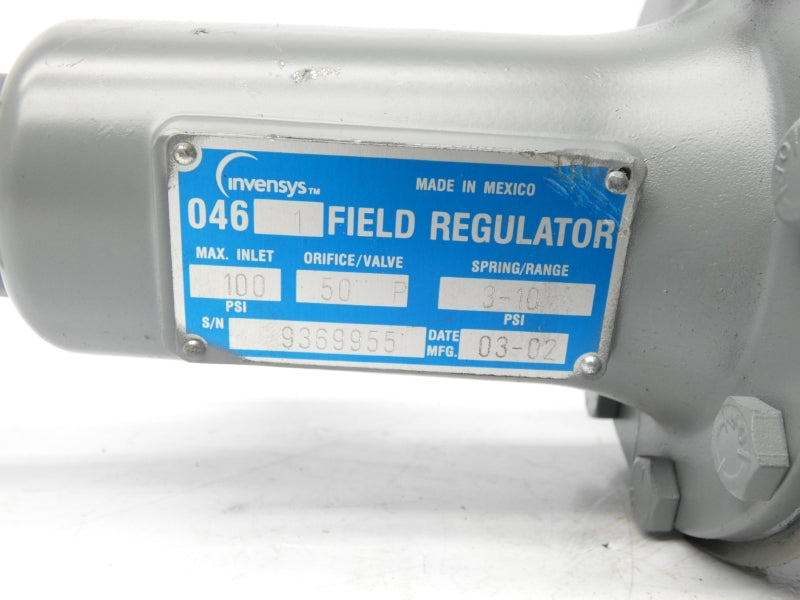 invensys™
MADE IN MEXICO
046 1 FIELD REGULATOR
MAX. INLET ORIFICE/VALVE SPRING/RANGE
100 50 P 3-10
PSI PSI
S/N 9369955 DATE MFG. 03-02